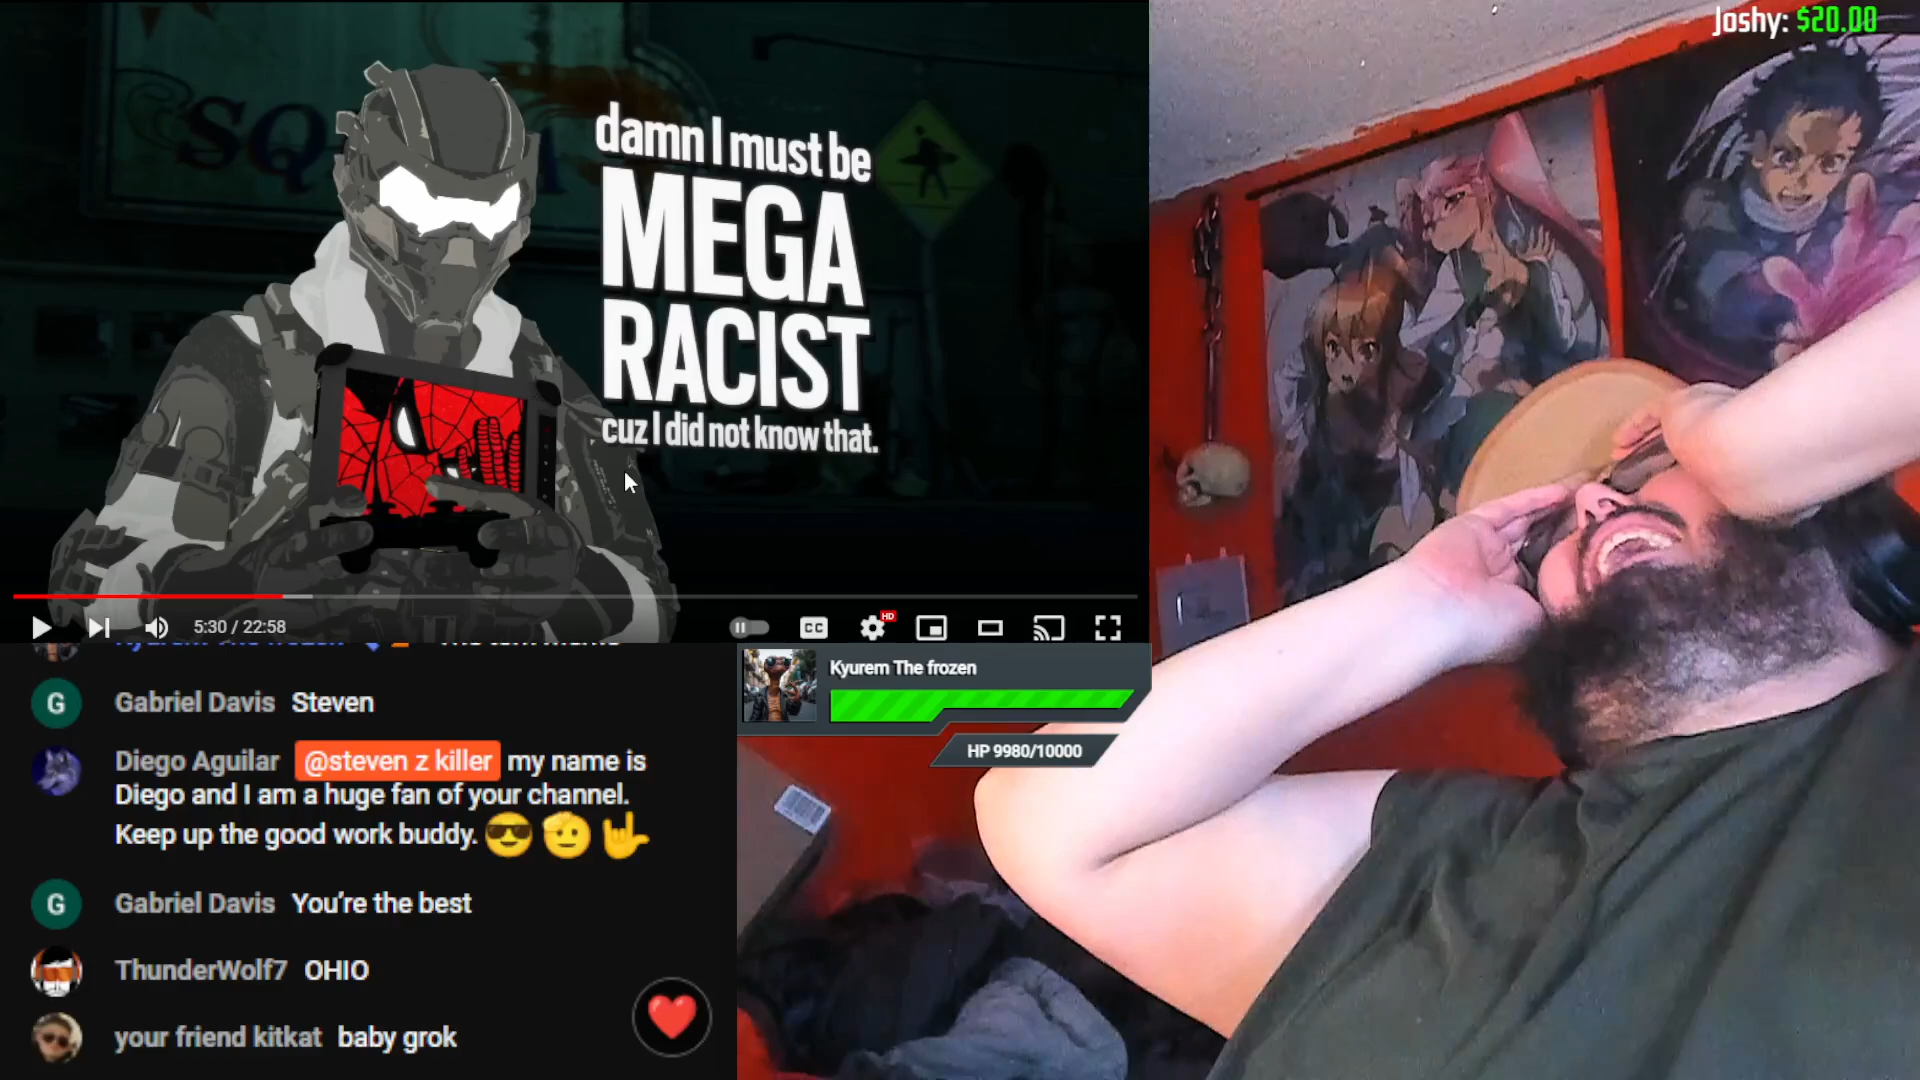 Joshy: $20.00
SQ
damn I must be
MEGA
RACIST
cuz I did not know that.
5:30 / 22:58
CC
HD
Kyurem The frozen
HP 9980/10000
G
Gabriel Davis Steven
Diego Aguilar @steven z killer my name is
Diego and I am a huge fan of your channel.
Keep up the good work buddy. 😎🫡🤟
G
Gabriel Davis You're the best
ThunderWolf7 OHIO
your friend kitkat baby grok